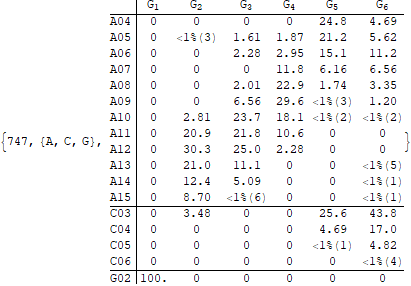 G1 G2 G3 G4 G5 G6
A04 0 0 0 0 24.8 4.69
A05 0 <1%(3) 1.61 1.87 21.2 5.62
A06 0 0 2.28 2.95 15.1 11.2
A07 0 0 0 11.8 6.16 6.56
A08 0 0 2.01 22.9 1.74 3.35
A09 0 0 6.56 29.6 <1%(3) 1.20
A10 0 2.81 23.7 18.1 <1%(2) <1%(2)
A11 0 20.9 21.8 10.6 0 0
{747, {A, C, G}, }
A12 0 30.3 25.0 2.28 0 0
A13 0 21.0 11.1 0 0 <1%(5)
A14 0 12.4 5.09 0 0 <1%(1)
A15 0 8.70 <1%(6) 0 0 <1%(1)
C03 0 3.48 0 0 25.6 43.8
C04 0 0 0 0 4.69 17.0
C05 0 0 0 0 <1%(1) 4.82
C06 0 0 0 0 0 <1%(4)
G02 100. 0 0 0 0 0